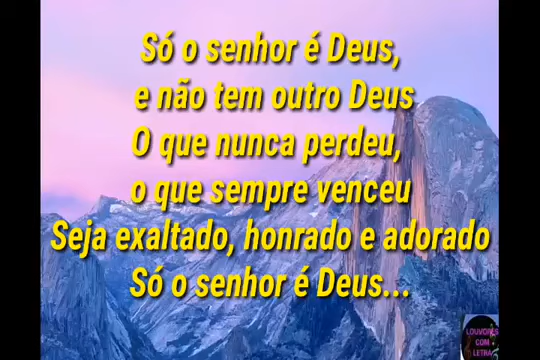 Só o senhor é Deus,
e não tem outro Deus
O que nunca perdeu,
o que sempre venceu
Seja exaltado, honrado e adorado
Só o senhor é Deus...
LOUVORES
COM
LETRA